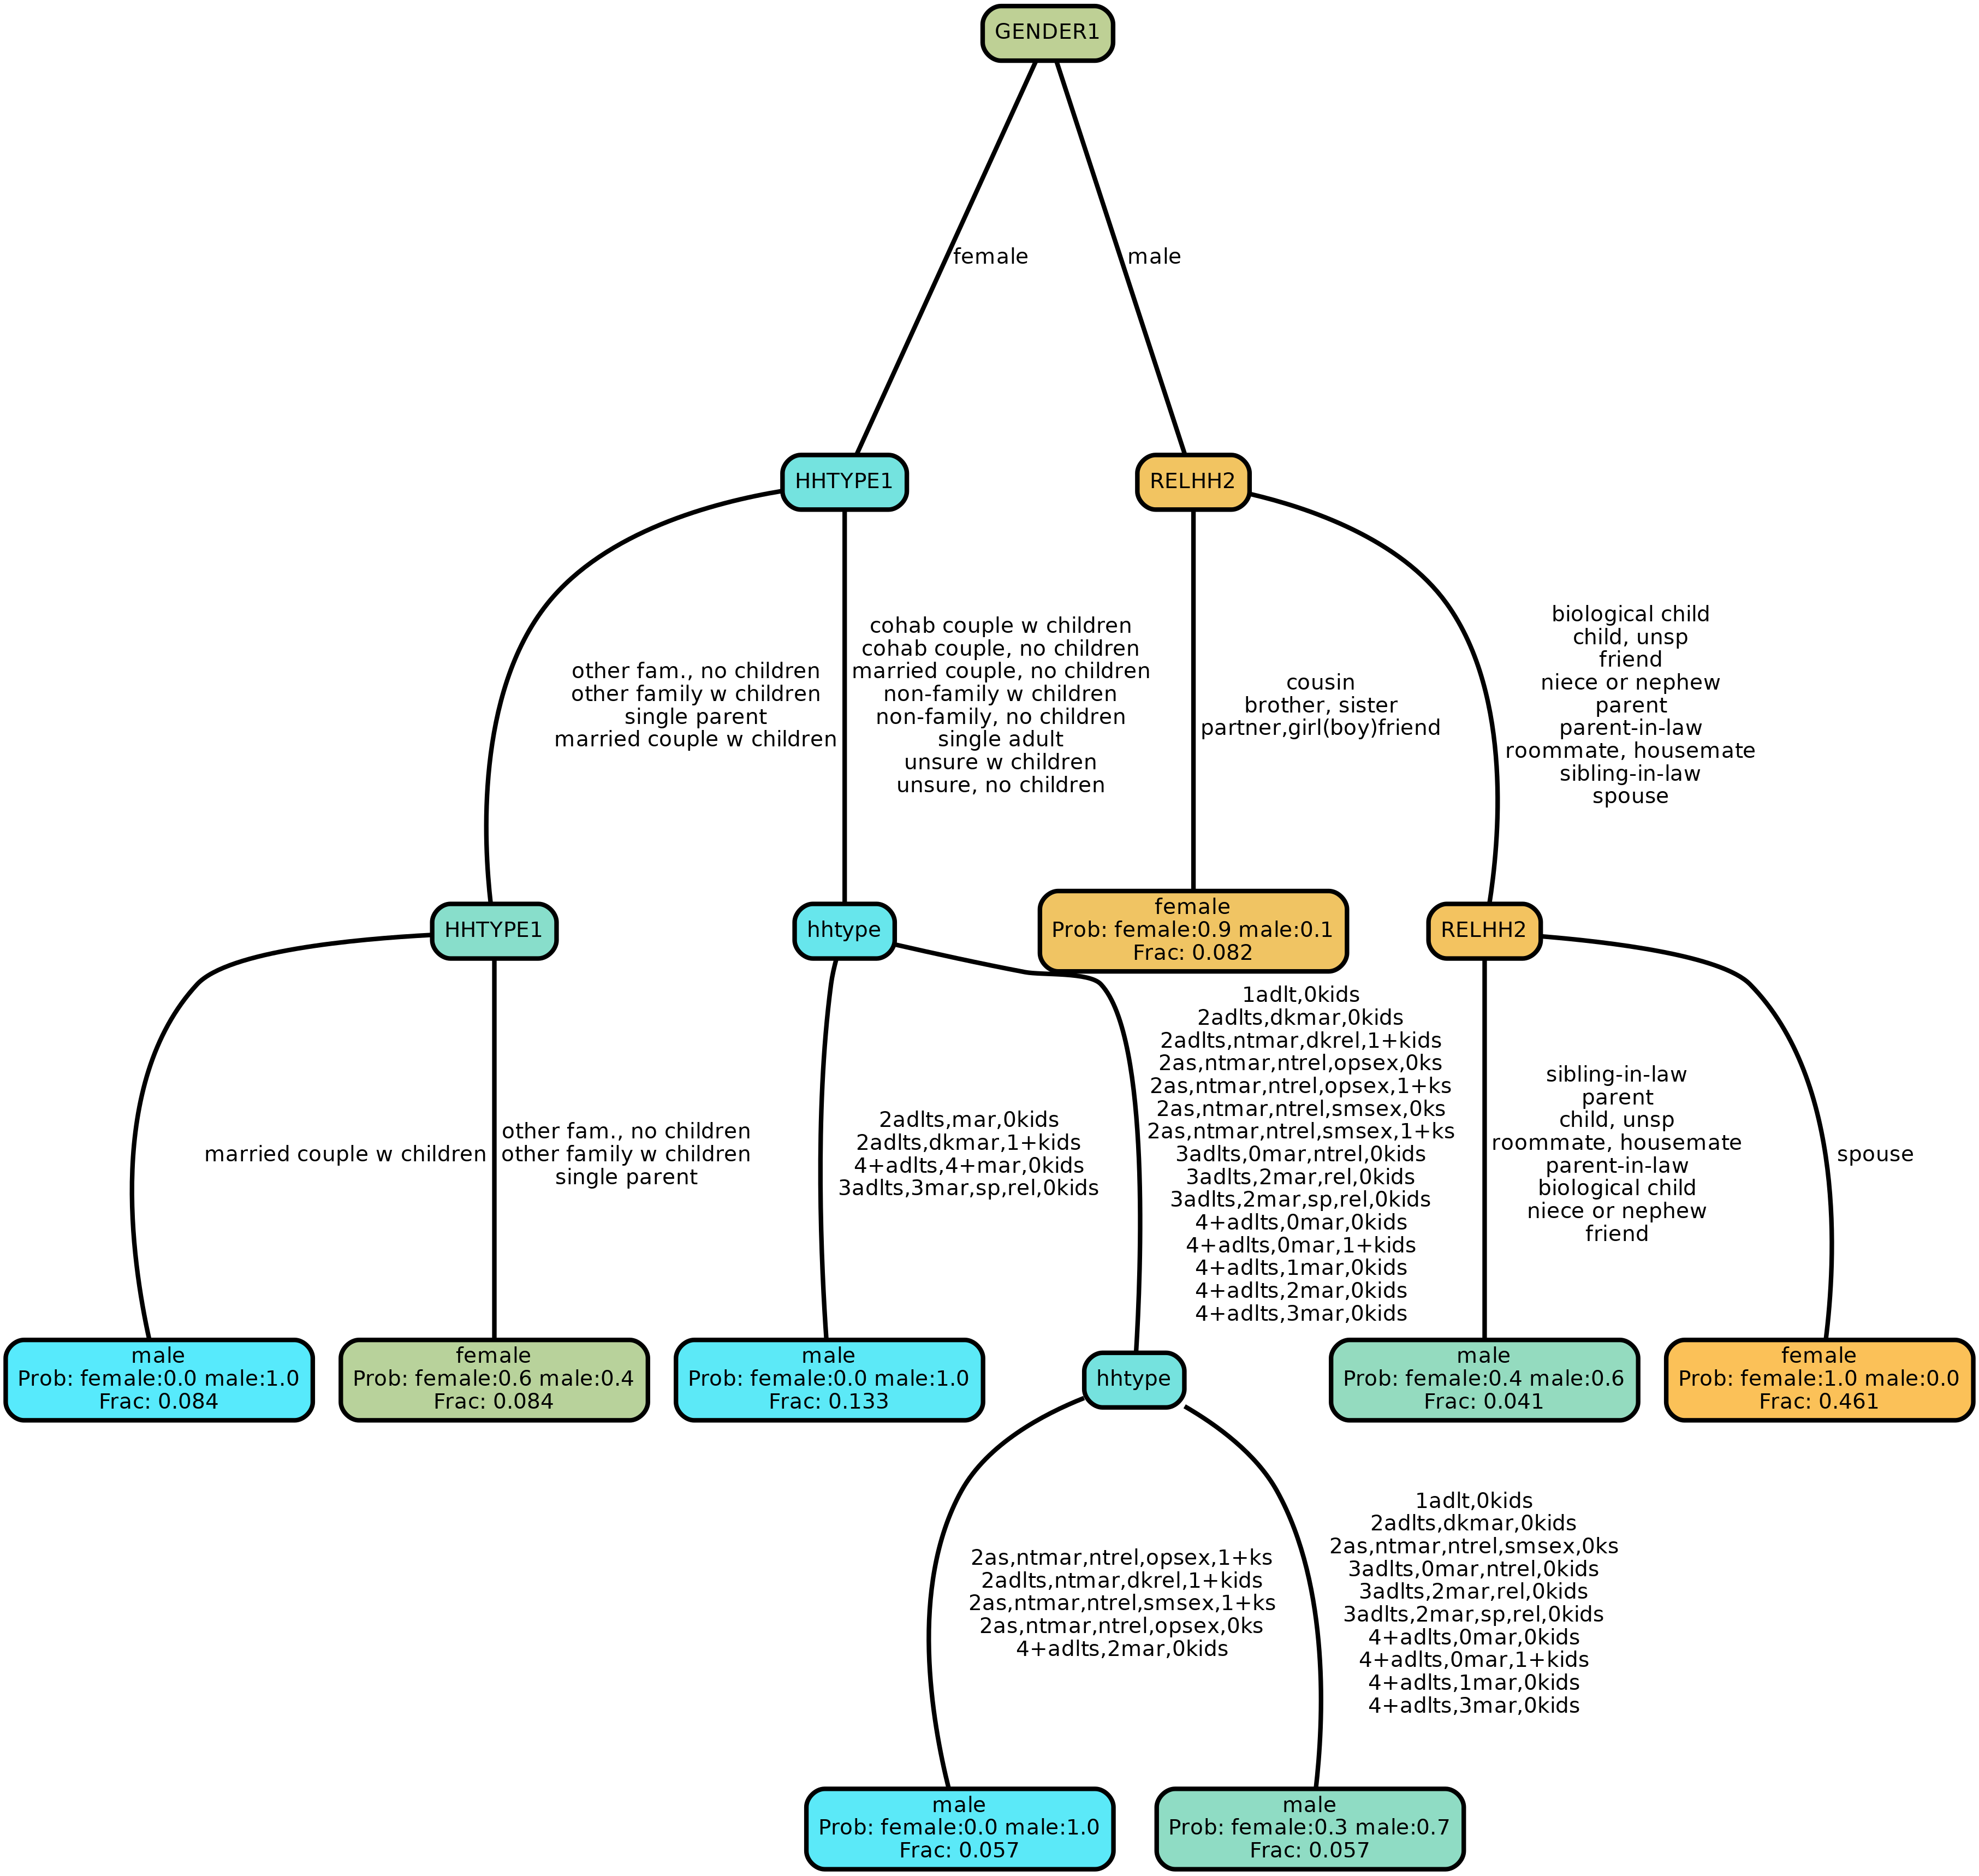 GENDER1
female
male
HHTYPE1
RELHH2
other fam., no children
other family w children
single parent
married couple w children
cohab couple w children
cohab couple, no children
married couple, no children
non-family w children
non-family, no children
single adult
unsure w children
unsure, no children
cousin
brother, sister
partner,girl(boy)friend
biological child
child, unsp
friend
niece or nephew
parent
parent-in-law
roommate, housemate
sibling-in-law
spouse
HHTYPE1
hhtype
female
Prob: female:0.9 male:0.1
Frac: 0.082
RELHH2
married couple w children
other fam., no children
other family w children
single parent
2adlts,mar,0kids
2adlts,dkmar,1+kids
4+adlts,4+mar,0kids
3adlts,3mar,sp,rel,0kids
1adlt,0kids
2adlts,dkmar,0kids
2adlts,ntmar,dkrel,1+kids
2as,ntmar,ntrel,opsex,0ks
2as,ntmar,ntrel,opsex,1+ks
2as,ntmar,ntrel,smsex,0ks
2as,ntmar,ntrel,smsex,1+ks
3adlts,0mar,ntrel,0kids
3adlts,2mar,rel,0kids
3adlts,2mar,sp,rel,0kids
4+adlts,0mar,0kids
4+adlts,0mar,1+kids
4+adlts,1mar,0kids
4+adlts,2mar,0kids
4+adlts,3mar,0kids
sibling-in-law
parent
child, unsp
roommate, housemate
parent-in-law
biological child
niece or nephew
friend
spouse
male
Prob: female:0.0 male:1.0
Frac: 0.084
female
Prob: female:0.6 male:0.4
Frac: 0.084
male
Prob: female:0.0 male:1.0
Frac: 0.133
hhtype
male
Prob: female:0.4 male:0.6
Frac: 0.041
female
Prob: female:1.0 male:0.0
Frac: 0.461
2as,ntmar,ntrel,opsex,1+ks
2adlts,ntmar,dkrel,1+kids
2as,ntmar,ntrel,smsex,1+ks
2as,ntmar,ntrel,opsex,0ks
4+adlts,2mar,0kids
1adlt,0kids
2adlts,dkmar,0kids
2as,ntmar,ntrel,smsex,0ks
3adlts,0mar,ntrel,0kids
3adlts,2mar,rel,0kids
3adlts,2mar,sp,rel,0kids
4+adlts,0mar,0kids
4+adlts,0mar,1+kids
4+adlts,1mar,0kids
4+adlts,3mar,0kids
male
Prob: female:0.0 male:1.0
Frac: 0.057
male
Prob: female:0.3 male:0.7
Frac: 0.057